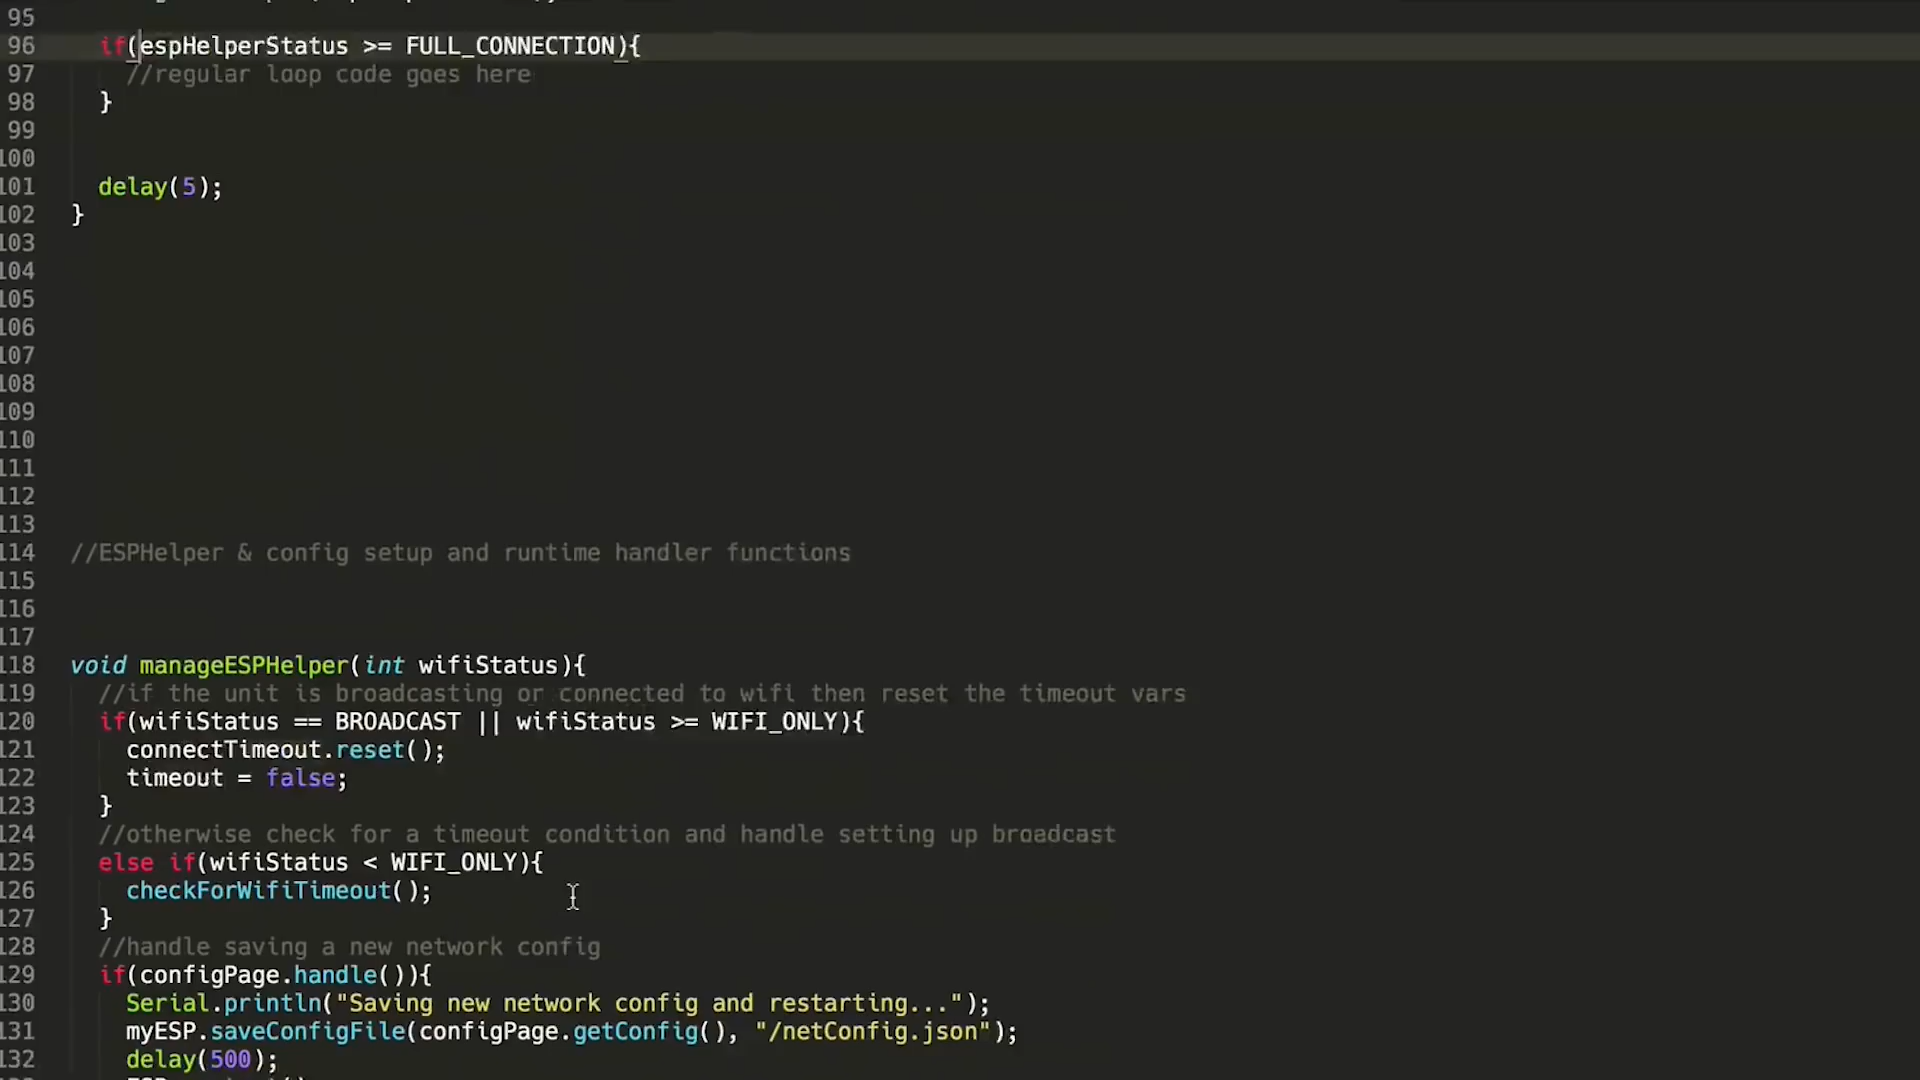 95
96 if(espHelperStatus >= FULL_CONNECTION){
97 //regular loop code goes here
98 }
99
100
101 delay(5);
102 }
103
104
105
106
107
108
109
110
111
112
113
114 //ESPHelper & config setup and runtime handler functions
115
116
117
118 void manageESPHelper(int wifiStatus){
119 //if the unit is broadcasting or connected to wifi then reset the timeout vars
120 if(wifiStatus == BROADCAST || wifiStatus >= WIFI_ONLY){
121 connectTimeout.reset();
122 timeout = false;
123 }
124 //otherwise check for a timeout condition and handle setting up broadcast
125 else if(wifiStatus < WIFI_ONLY){
126 checkForWifiTimeout();
127 }
128 //handle saving a new network config
129 if(configPage.handle()){
130 Serial.println("Saving new network config and restarting...");
131 myESP.saveConfigFile(configPage.getConfig(), "/netConfig.json");
132 delay(500);